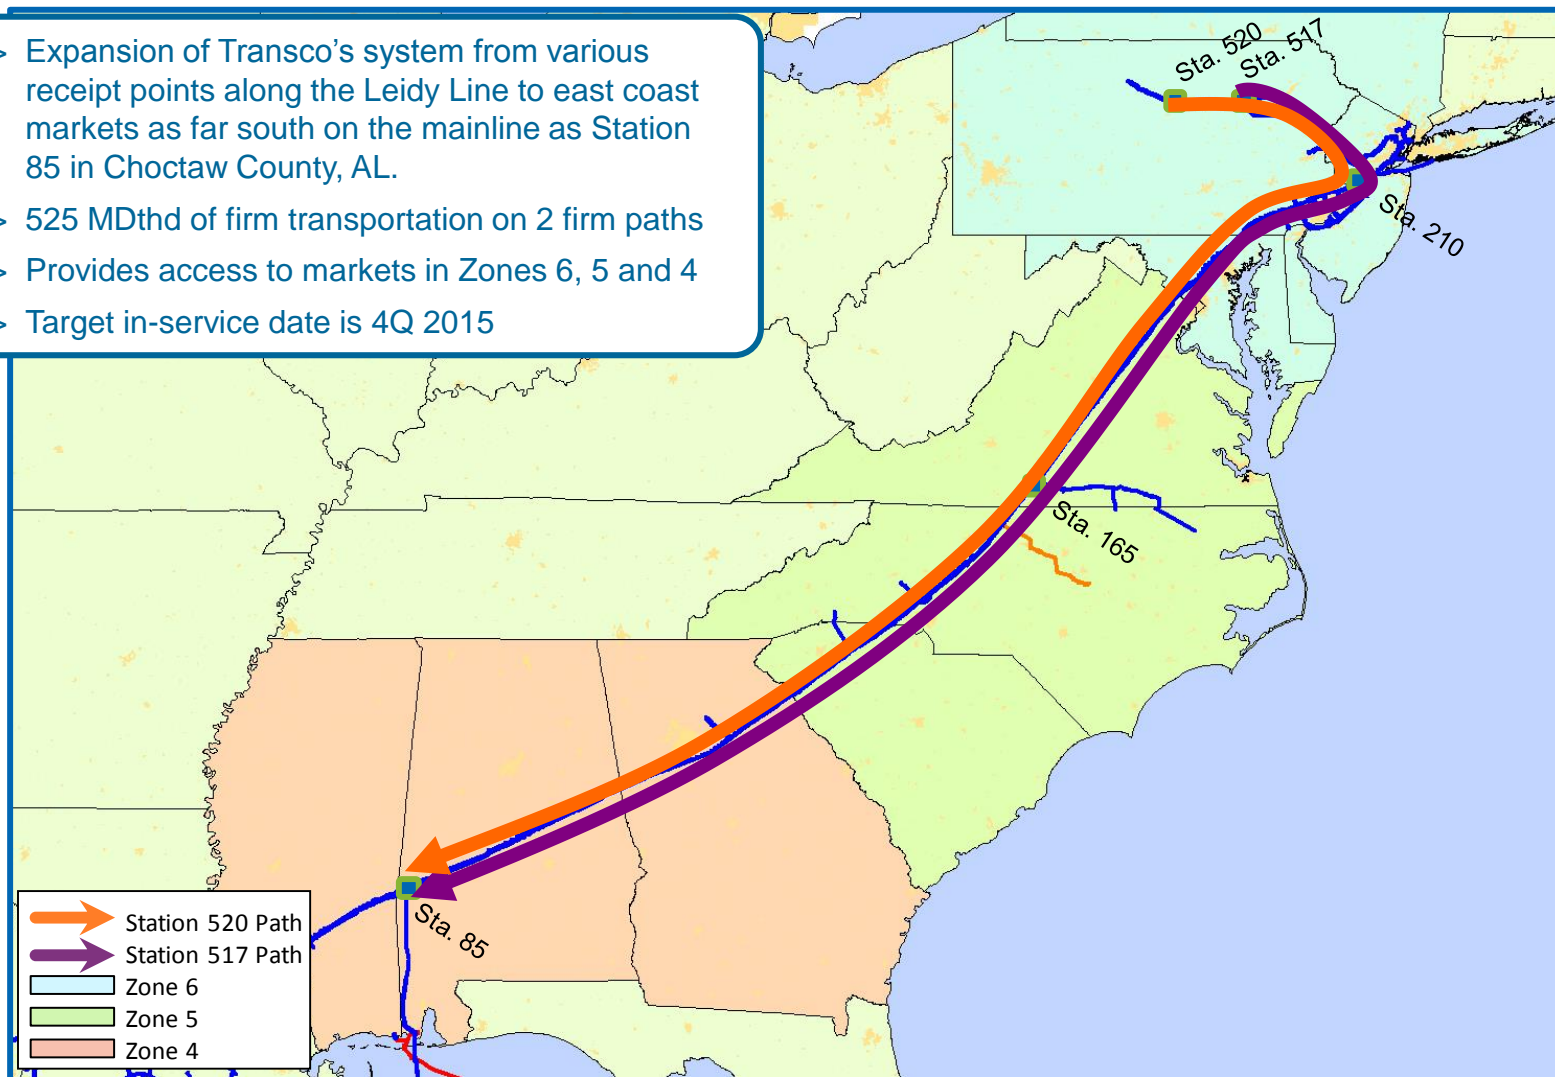 > Expansion of Transco’s system from various
receipt points along the Leidy Line to east coast
markets as far south on the mainline as Station
85 in Choctaw County, AL.
> 525 MDthd of firm transportation on 2 firm paths
> Provides access to markets in Zones 6, 5 and 4
> Target in-service date is 4Q 2015
Sta. 520
Sta. 517
Sta. 210
Sta. 165
Sta. 85
Station 520 Path
Station 517 Path
Zone 6
Zone 5
Zone 4